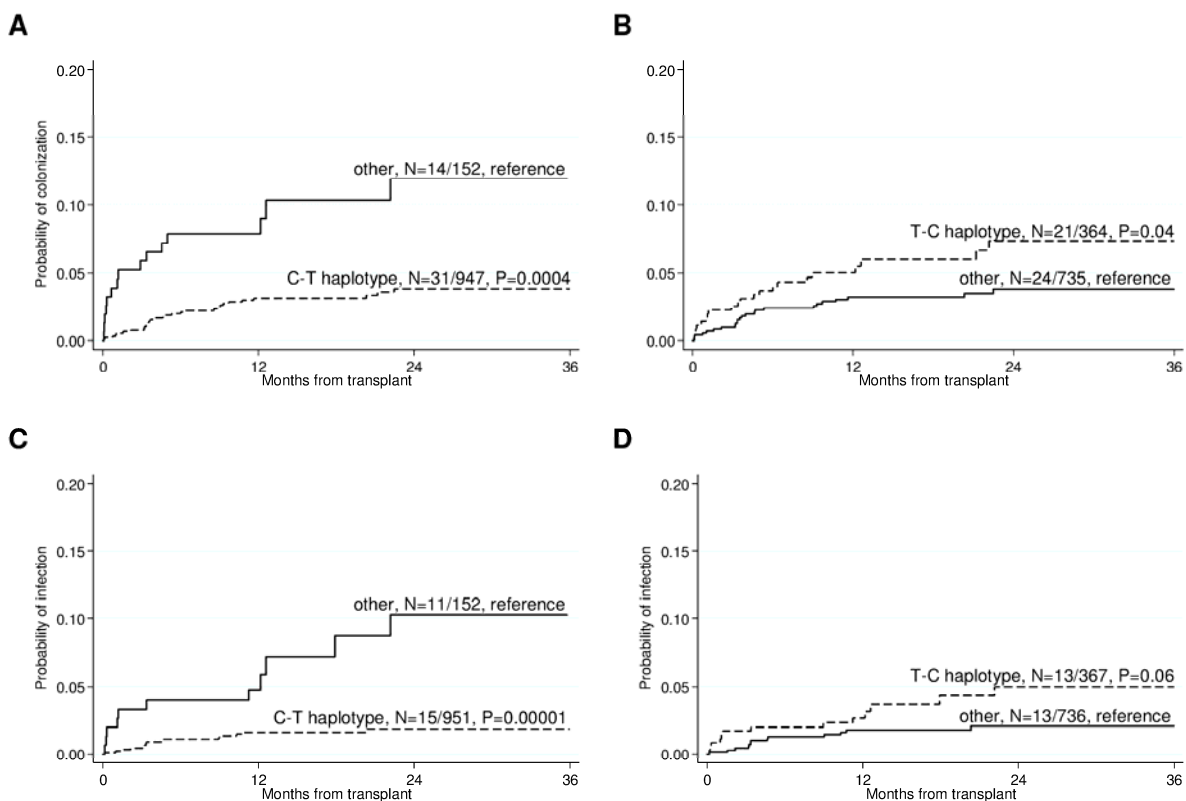 A
Probability of colonization
0.20
0.15
0.10
0.05
0.00
other, N=14/152, reference
C-T haplotype, N=31/947, P=0.0004
0 12 24 36
Months from transplant
B
0.20
0.15
0.10
0.05
0.00
T-C haplotype, N=21/364, P=0.04
other, N=24/735, reference
0 12 24 36
Months from transplant
C
Probability of infection
0.20
0.15
0.10
0.05
0.00
other, N=11/152, reference
C-T haplotype, N=15/951, P=0.00001
0 12 24 36
Months from transplant
D
Probability of infection
0.20
0.15
0.10
0.05
0.00
T-C haplotype, N=13/367, P=0.06
other, N=13/736, reference
0 12 24 36
Months from transplant